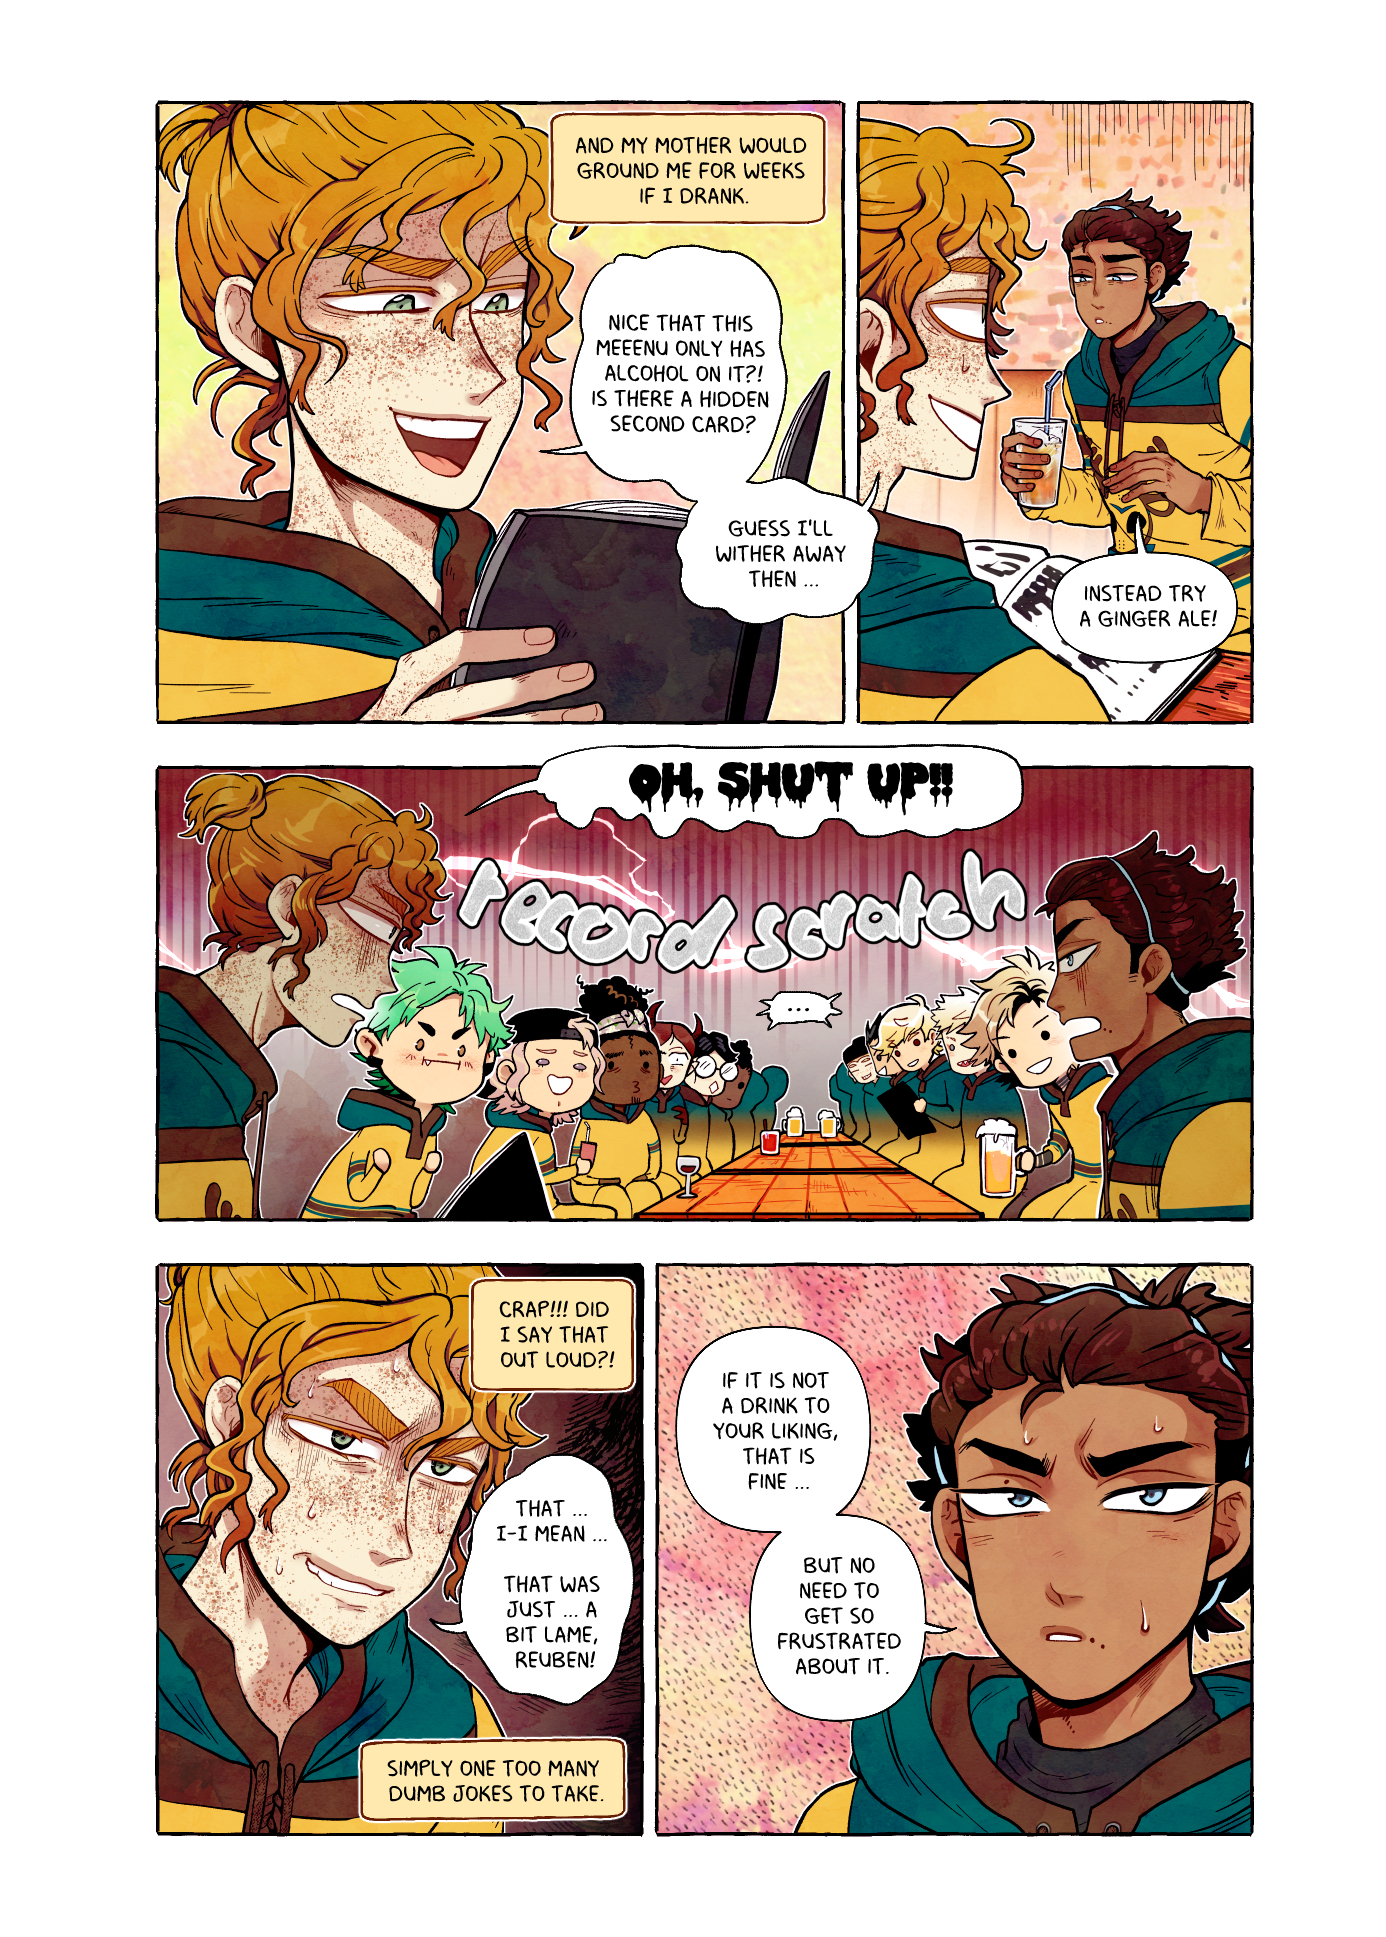 AND MY MOTHER WOULD
GROUND ME FOR WEEKS
IF I DRANK.
NICE THAT THIS
MEEENU ONLY HAS
ALCOHOL ON IT?!
IS THERE A HIDDEN
SECOND CARD?
GUESS I'LL
WITHER AWAY
THEN ...
INSTEAD TRY
A GINGER ALE!
OH, SHUT UP!!
record scratch
...
CRAP!!! DID
I SAY THAT
OUT LOUD?!
THAT ...
I-I MEAN ...
THAT WAS
JUST ... A
BIT LAME,
REUBEN!
SIMPLY ONE TOO MANY
DUMB JOKES TO TAKE.
IF IT IS NOT
A DRINK TO
YOUR LIKING,
THAT IS
FINE ...
BUT NO
NEED TO
GET SO
FRUSTRATED
ABOUT IT.